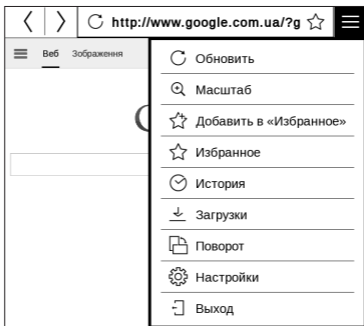 http://www.google.com.ua/?g
Веб Зображення
Обновить
Масштаб
Добавить в «Избранное»
Избранное
История
Загрузки
Поворот
Настройки
Выход